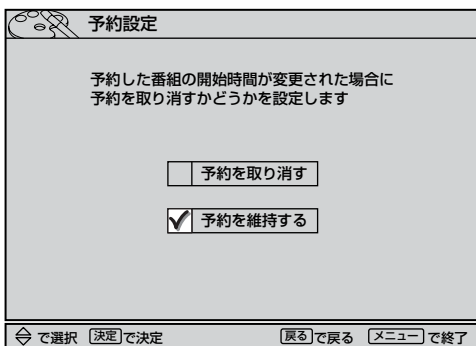 予約設定
予約した番組の開始時間が変更された場合に
予約を取り消すかどうかを設定します
予約を取り消す
予約を維持する
で選択 決定で決定 戻るで戻る メニューで終了